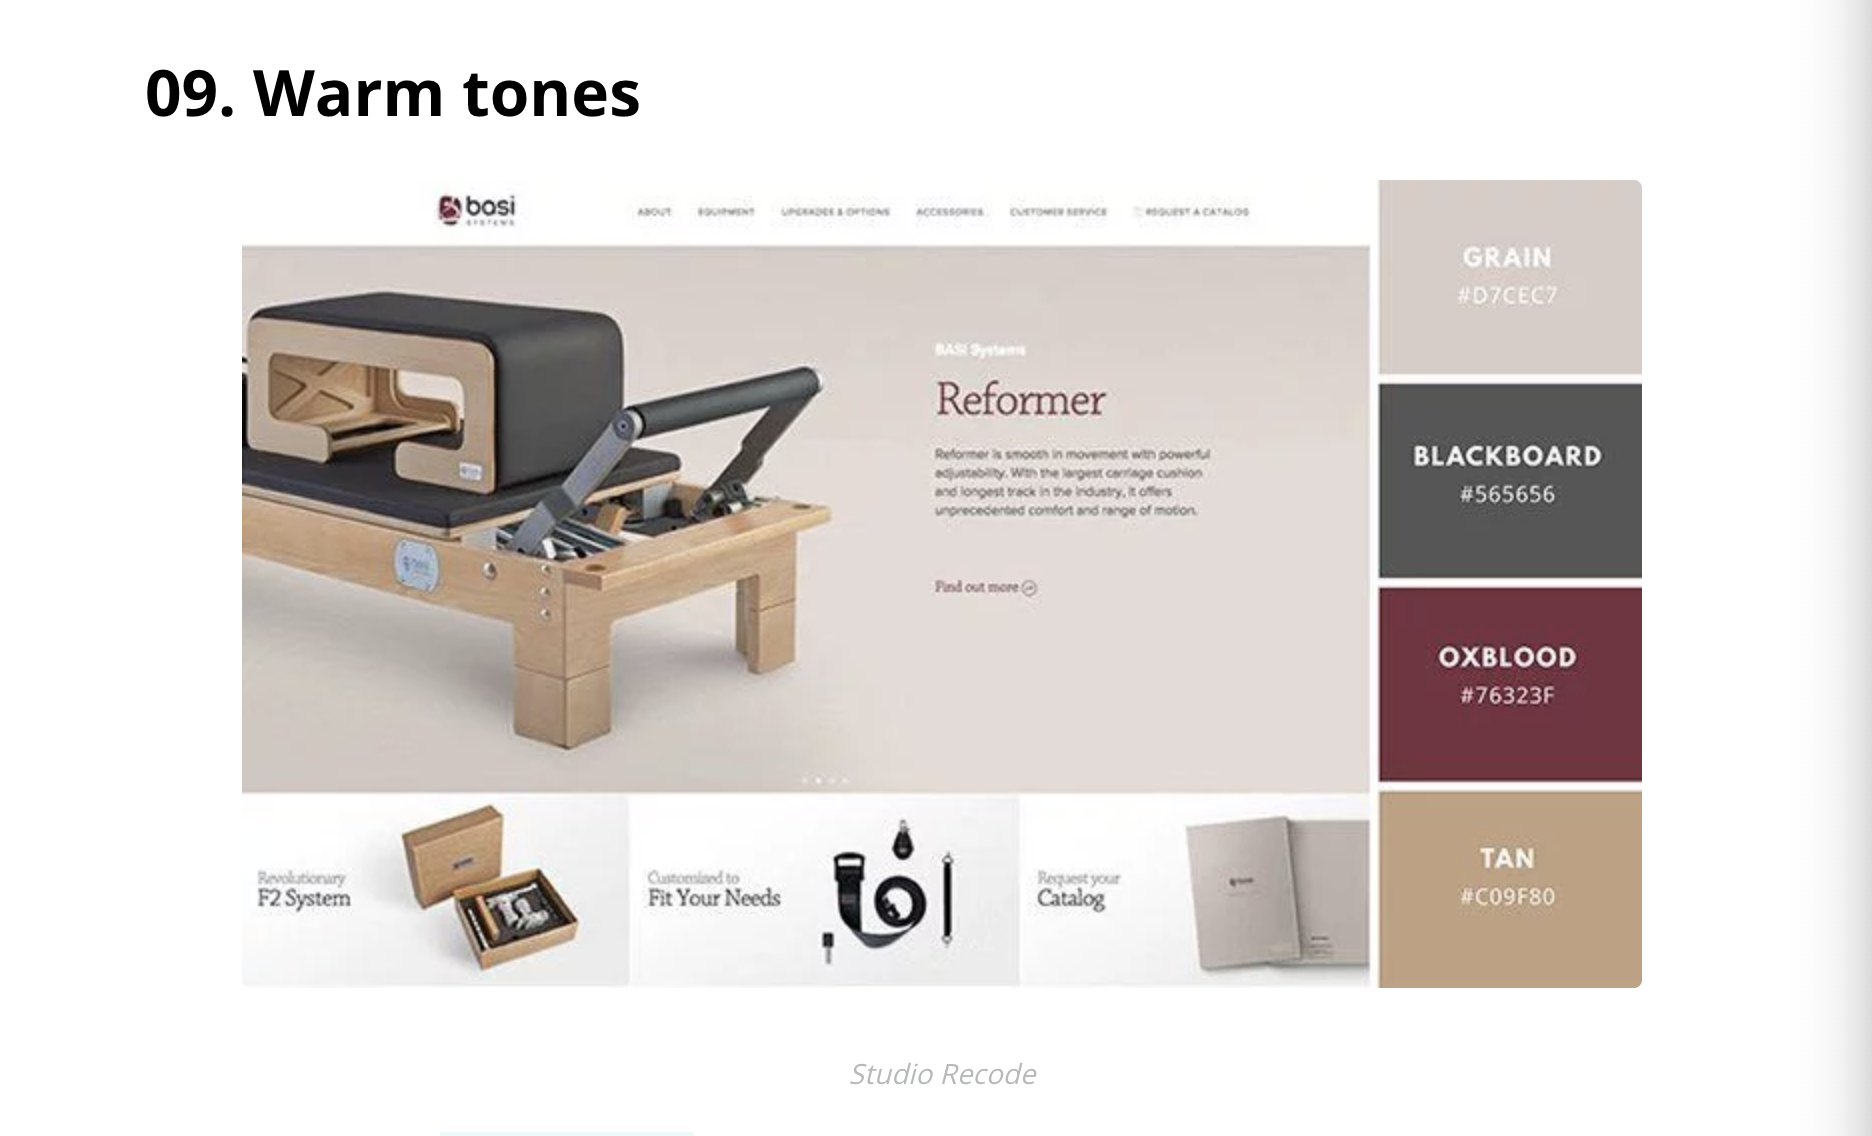 09. Warm tones
basi
SYSTEMS
ABOUT
EQUIPMENT
UPGRADES & OPTIONS
ACCESSORIES
CUSTOMER SERVICE
REQUEST A CATALOG
BASI Systems
Reformer
Reformer is smooth in movement with powerful
adjustability. With the largest carriage cushion
and longest track in the industry, it offers
unprecedented comfort and range of motion.
Find out more
Revolutionary
F2 System
Customized to
Fit Your Needs
Request your
Catalog
GRAIN
#D7CEC7
BLACKBOARD
#565656
OXBLOOD
#76323F
TAN
#C09F80
Studio Recode